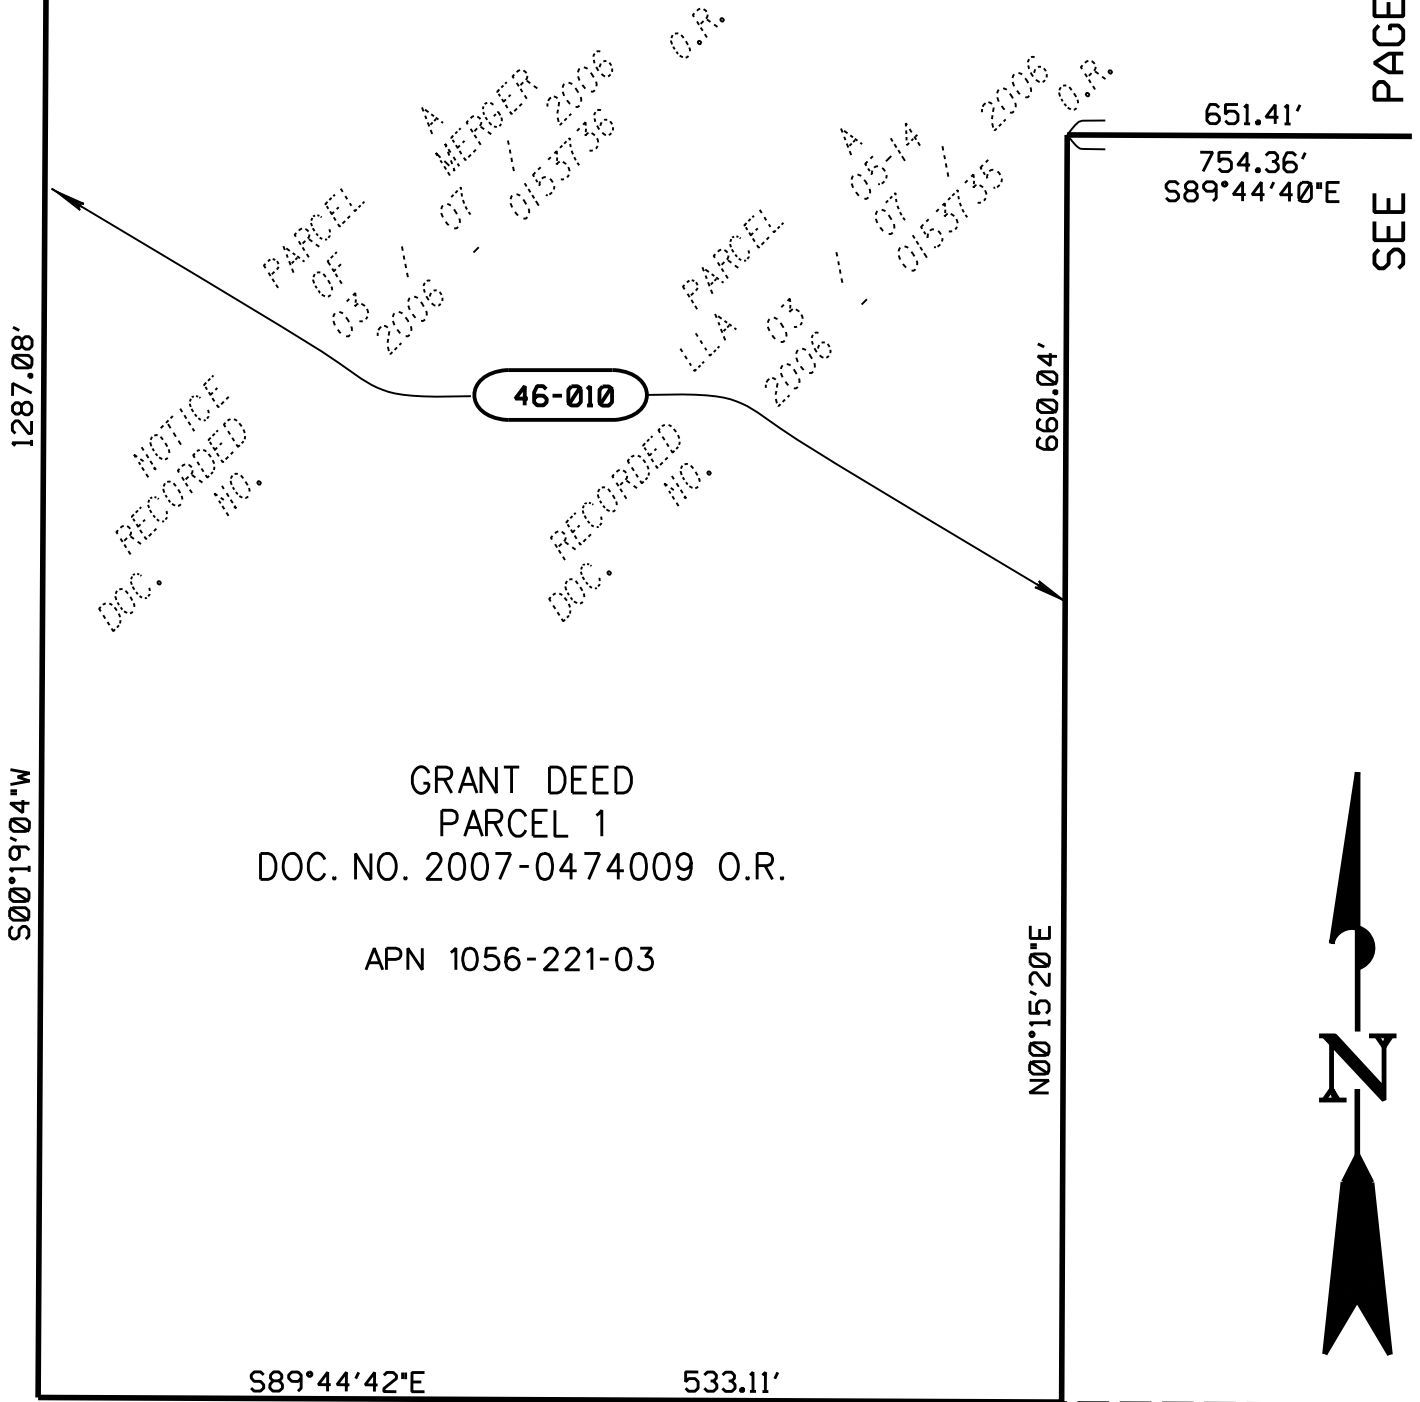 PARCEL A
NOTICE OF MERGER
RECORDED 03 / 07 / 2006
DOC. NO. 2006 - 0153736 O.R.
PARCEL A
LLA 05-14
RECORDED 03 / 07 / 2006
DOC. NO. 2006 - 0153735 O.R.
651.41'
754.36'
S89°44'40"E
SEE PAGE
1287.08'
46-010
660.04'
GRANT DEED
PARCEL 1
DOC. NO. 2007-0474009 O.R.
APN 1056-221-03
S00°19'04"W
N00°15'20"E
N
S89°44'42"E 533.11'